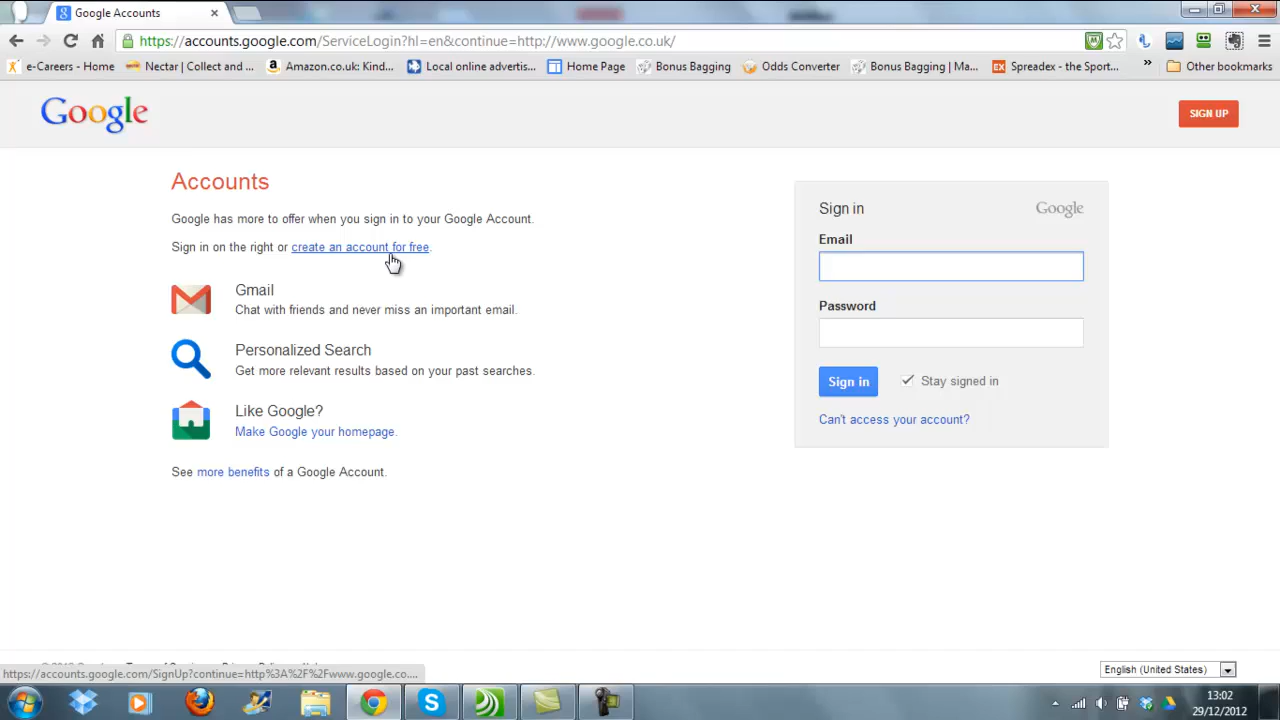 Google Accounts
https://accounts.google.com/ServiceLogin?hl=en&continue=http://www.google.co.uk/
e-Careers - Home
Nectar | Collect and ...
Amazon.co.uk: Kind...
Local online advertis...
Home Page
Bonus Bagging
Odds Converter
Bonus Bagging | Ma...
Spreadex - the Sport...
»
Other bookmarks
Google
SIGN UP
Accounts
Google has more to offer when you sign in to your Google Account.
Sign in on the right or create an account for free.
Gmail
Chat with friends and never miss an important email.
Personalized Search
Get more relevant results based on your past searches.
Like Google?
Make Google your homepage.
See more benefits of a Google Account.
Sign in
Google
Email
Password
Sign in
Stay signed in
Can't access your account?
https://accounts.google.com/SignUp?continue=http%3A%2F%2Fwww.google.co....
English (United States)
13:02
29/12/2012